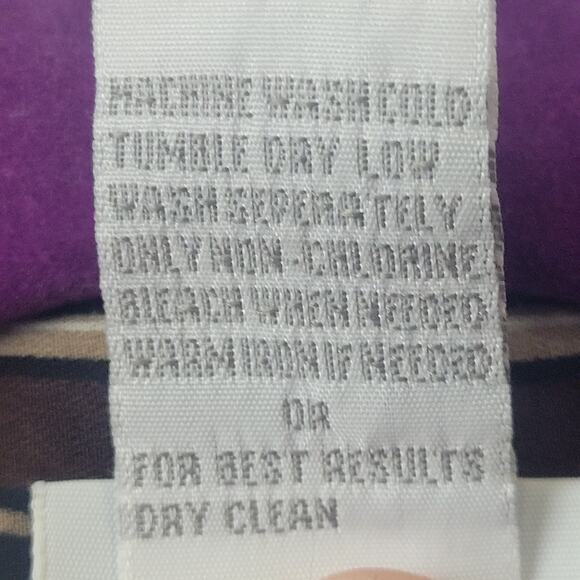 MACHINE WASH COLD
TUMBLE DRY LOW
WASH SEPERATELY
ONLY NON-CHLORINE
BLEACH WHEN NEEDED
WARM IRON IF NEEDED
OR
FOR BEST RESULTS
DRY CLEAN